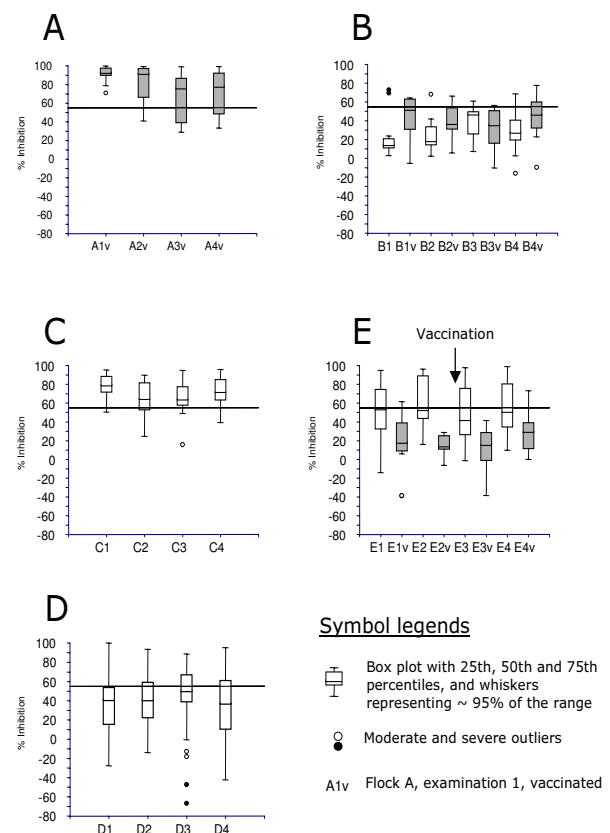 A
B
% Inhibition
100
80
60
40
20
0
-20
-40
-60
-80
A1v A2v A3v A4v
% Inhibition
100
80
60
40
20
0
-20
-40
-60
-80
B1 B1v B2 B2v B3 B3v B4 B4v
C
E
Vaccination
% Inhibition
100
80
60
40
20
0
-20
-40
-60
-80
C1 C2 C3 C4
% Inhibition
100
80
60
40
20
0
-20
-40
-60
-80
E1 E1v E2 E2v E3 E3v E4 E4v
D
% Inhibition
100
80
60
40
20
0
-20
-40
-60
-80
D1 D2 D3 D4
Symbol legends
Box plot with 25th, 50th and 75th
percentiles, and whiskers
representing ~ 95% of the range
Moderate and severe outliers
A1v Flock A, examination 1, vaccinated